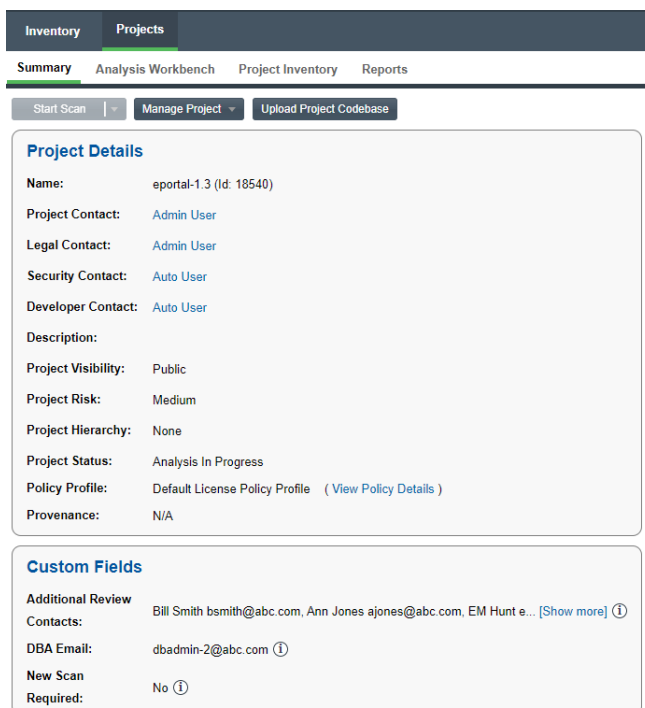 Inventory Projects
Summary Analysis Workbench Project Inventory Reports
Start Scan Manage Project Upload Project Codebase
Project Details
Name: eportal-1.3 (Id: 18540)
Project Contact: Admin User
Legal Contact: Admin User
Security Contact: Auto User
Developer Contact: Auto User
Description:
Project Visibility: Public
Project Risk: Medium
Project Hierarchy: None
Project Status: Analysis In Progress
Policy Profile: Default License Policy Profile ( View Policy Details )
Provenance: N/A
Custom Fields
Additional Review
Contacts: Bill Smith bsmith@abc.com, Ann Jones ajones@abc.com, EM Hunt e... [Show more]
DBA Email: dbadmin-2@abc.com
New Scan
Required: No